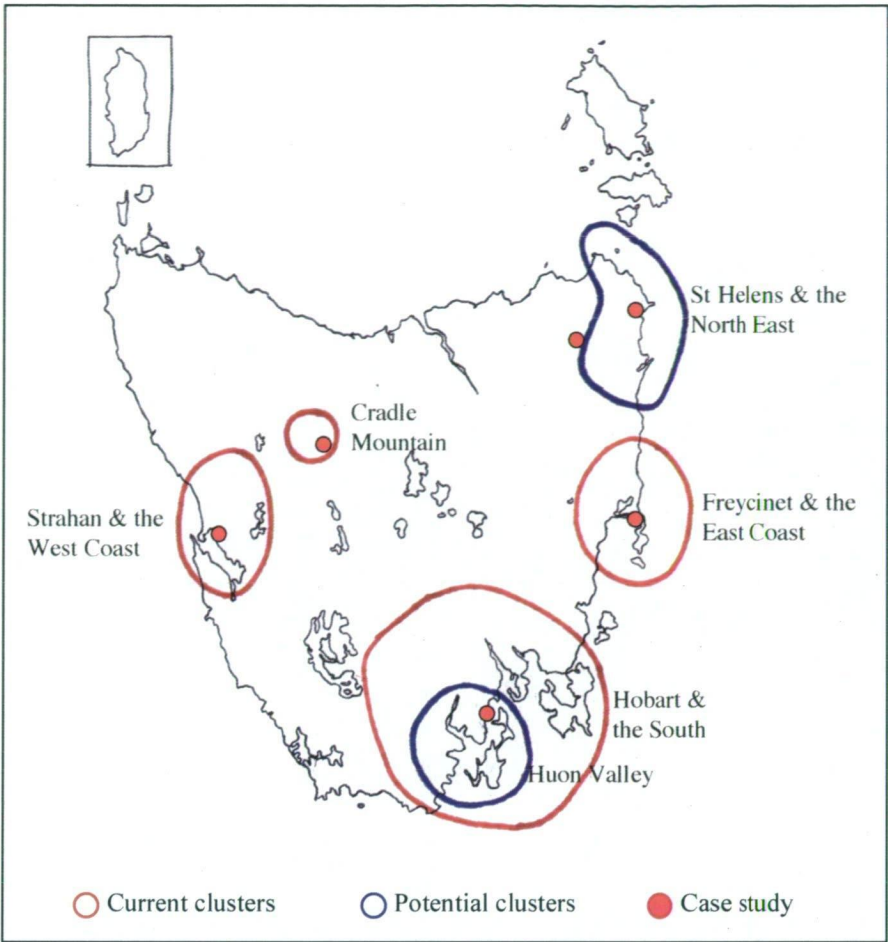 St Helens & the
North East
Cradle
Mountain
Strahan & the
West Coast
Freycinet & the
East Coast
Hobart &
the South
Huon Valley
Current clusters
Potential clusters
Case study